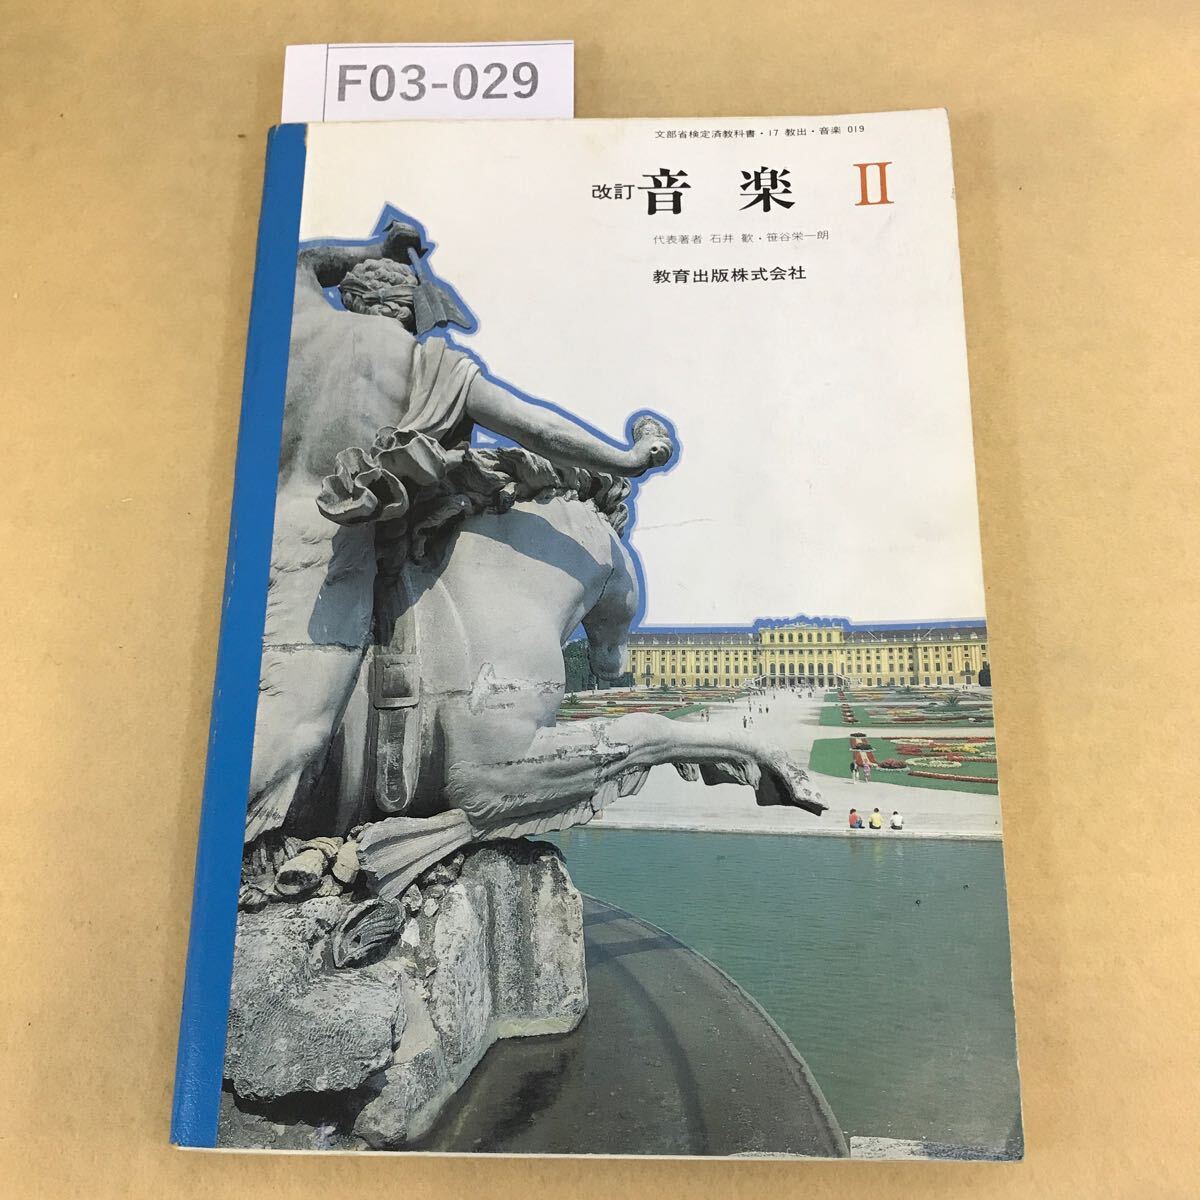 F03-029
文部省検定済教科書・17 教出・音楽 019
改訂 音楽 II
代表著者 石井 歓・笹谷栄一朗
教育出版株式会社